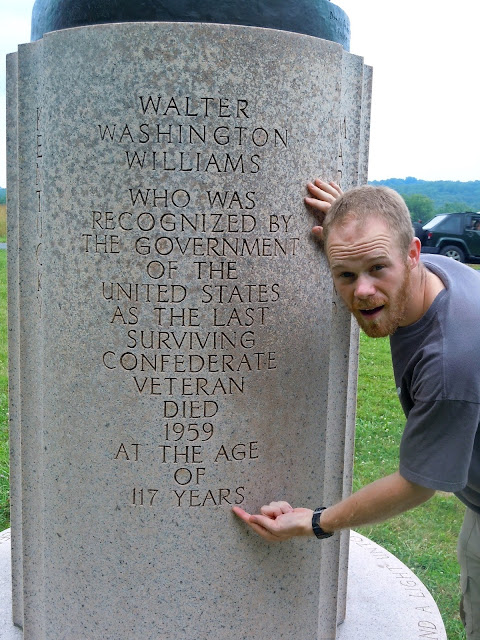 WALTER
WASHINGTON
WILLIAMS
WHO WAS
RECOGNIZED BY
THE GOVERNMENT
OF THE
UNITED STATES
AS THE LAST
SURVIVING
CONFEDERATE
VETERAN
DIED
1959
AT THE AGE
OF
117 YEARS